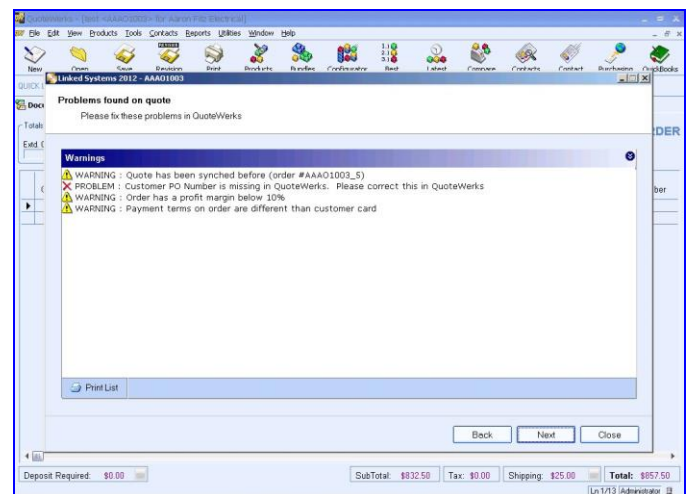 QuoteWerks - [test <AAAO1003> for Aaron Fitz Electrical]
File Edit View Products Tools Contacts Reports Utilities Window Help
New Open Save Revision Print Products Bundles Configurator Best Latest Compare Contacts Contact Purchasing QuickBooks
Linked Systems 2012 - AAAO1003
Problems found on quote
Please fix these problems in QuoteWerks
Totals
DER
ber
Warnings
WARNING : Quote has been synched before (order #AAAO1003_5)
PROBLEM : Customer PO Number is missing in QuoteWerks. Please correct this in QuoteWerks
WARNING : Order has a profit margin below 10%
WARNING : Payment terms on order are different than customer card
Print List
Back Next Close
Deposit Required: $0.00 SubTotal: $832.50 Tax: $0.00 Shipping: $25.00 Total: $857.50
Ln 1/13 Administrator